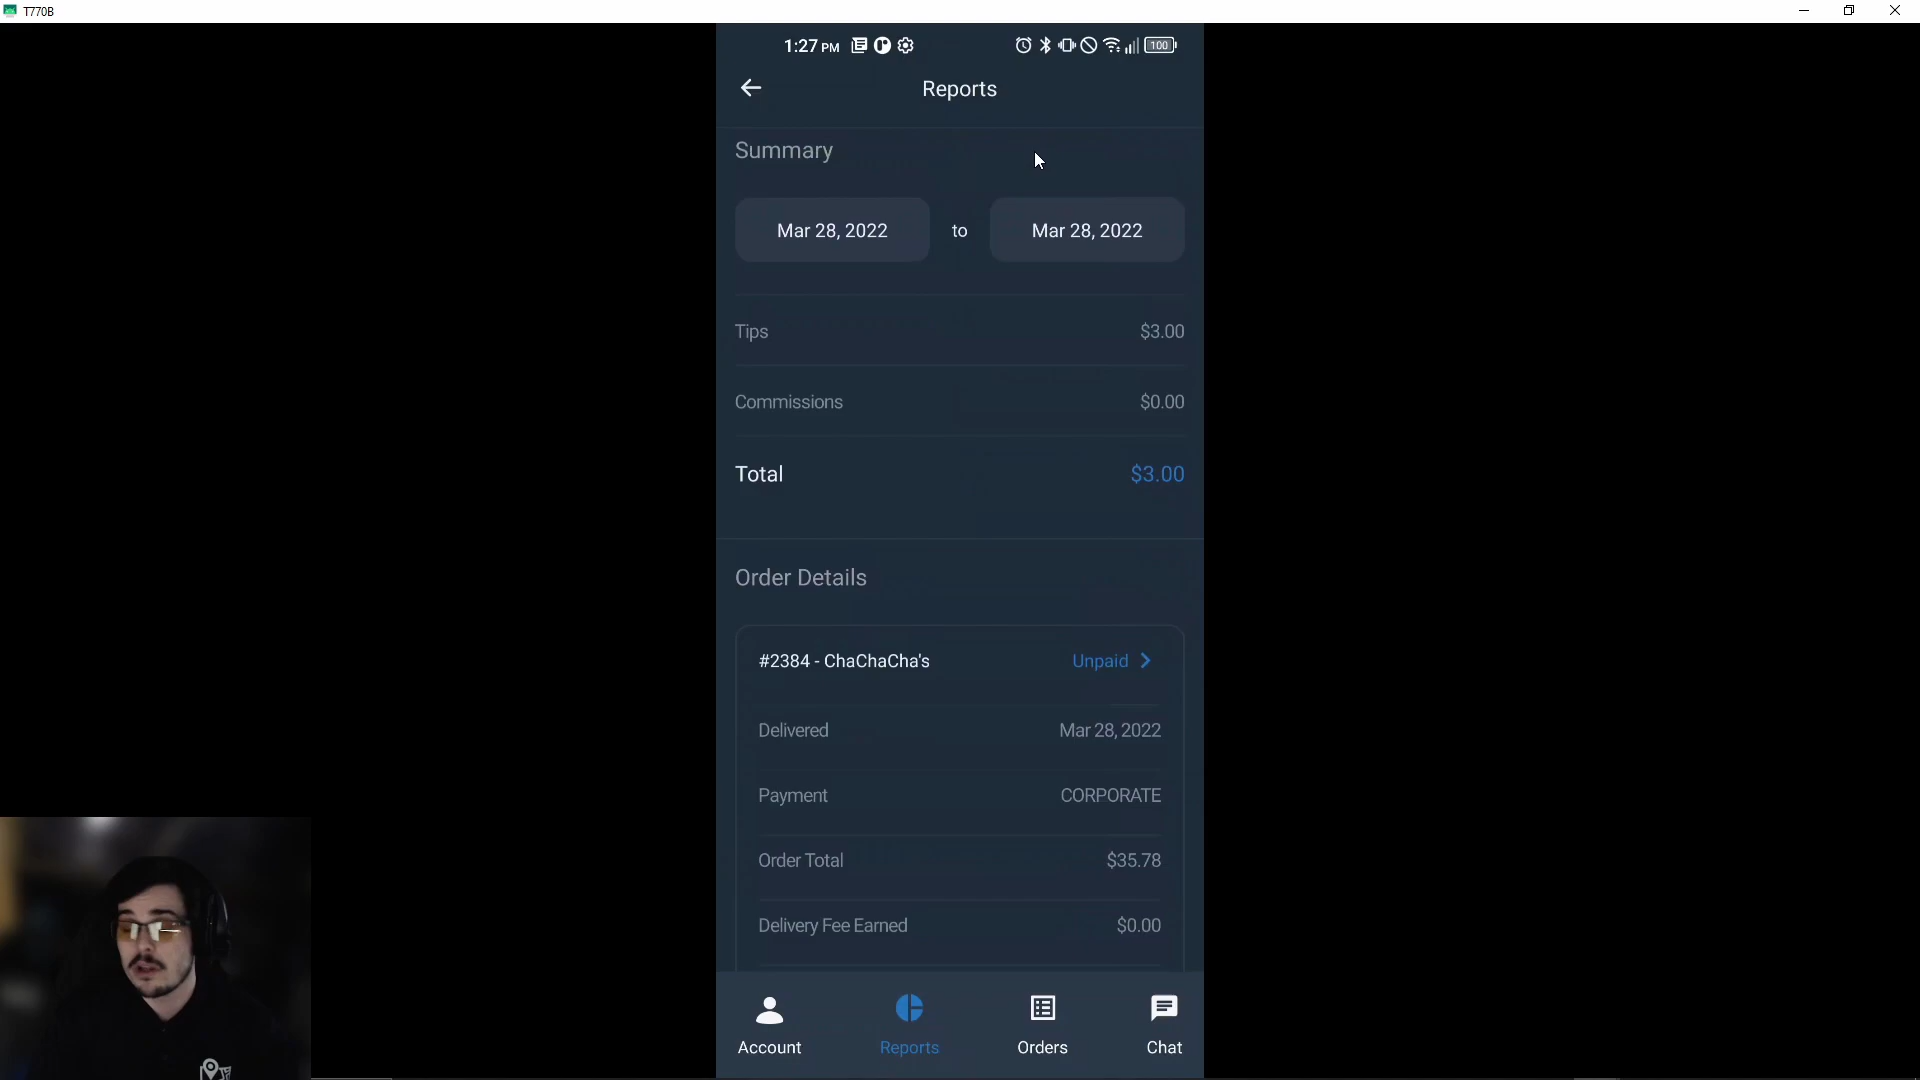 T770B
1:27 PM
100
Reports
Summary
Mar 28, 2022 to Mar 28, 2022
Tips $3.00
Commissions $0.00
Total $3.00
Order Details
#2384 - ChaChaCha's Unpaid
Delivered Mar 28, 2022
Payment CORPORATE
Order Total $35.78
Delivery Fee Earned $0.00
Account Reports Orders Chat